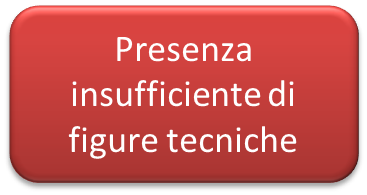 Presenza
insufficiente di
figure tecniche